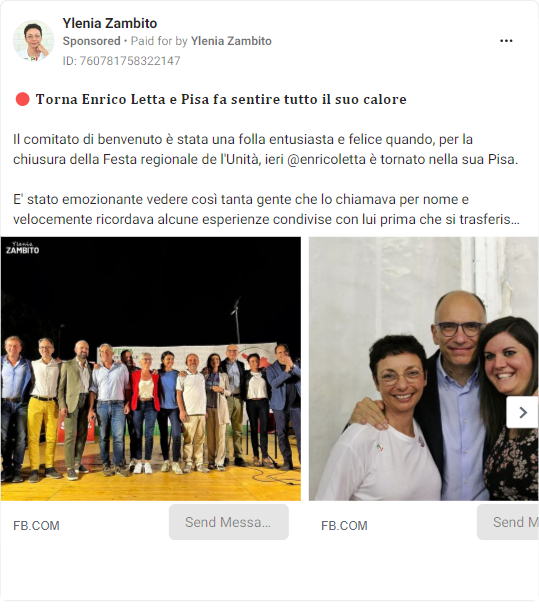 Ylenia Zambito
Sponsored • Paid for by Ylenia Zambito
ID: 760781758322147
🔴 Torna Enrico Letta e Pisa fa sentire tutto il suo calore
Il comitato di benvenuto è stata una folla entusiasta e felice quando, per la
chiusura della Festa regionale de l'Unità, ieri @enricoletta è tornato nella sua Pisa.
E' stato emozionante vedere così tanta gente che lo chiamava per nome e
velocemente ricordava alcune esperienze condivise con lui prima che si trasferis...
Ylenia
ZAMBITO
FB.COM
Send Messa...
FB.COM
Send M